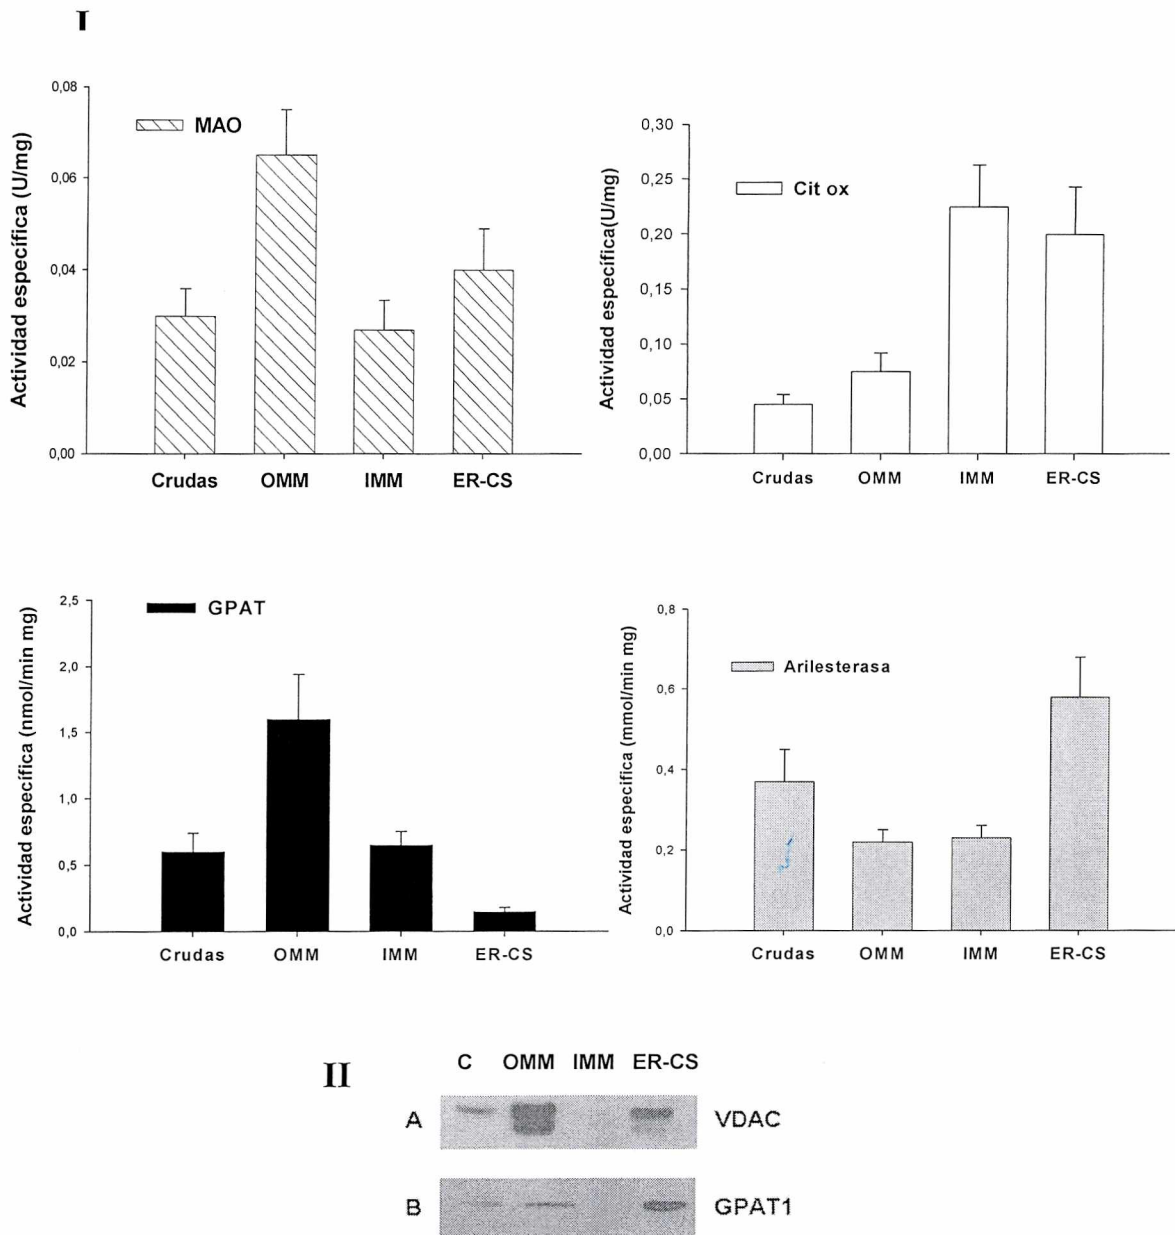 I
Actividad específica (U/mg)
0,08
0,06
0,04
0,02
0,00
MAO
Crudas OMM IMM ER-CS
Actividad específica(U/mg)
0,30
0,25
0,20
0,15
0,10
0,05
0,00
Cit ox
Crudas OMM IMM ER-CS
Actividad específica (nmol/min mg)
2,5
2,0
1,5
1,0
0,5
0,0
GPAT
Crudas OMM IMM ER-CS
Actividad específica (mmol/min mg)
0,8
0,6
0,4
0,2
0,0
Arilesterasa
Crudas OMM IMM ER-CS
II
C OMM IMM ER-CS
A VDAC
B GPAT1